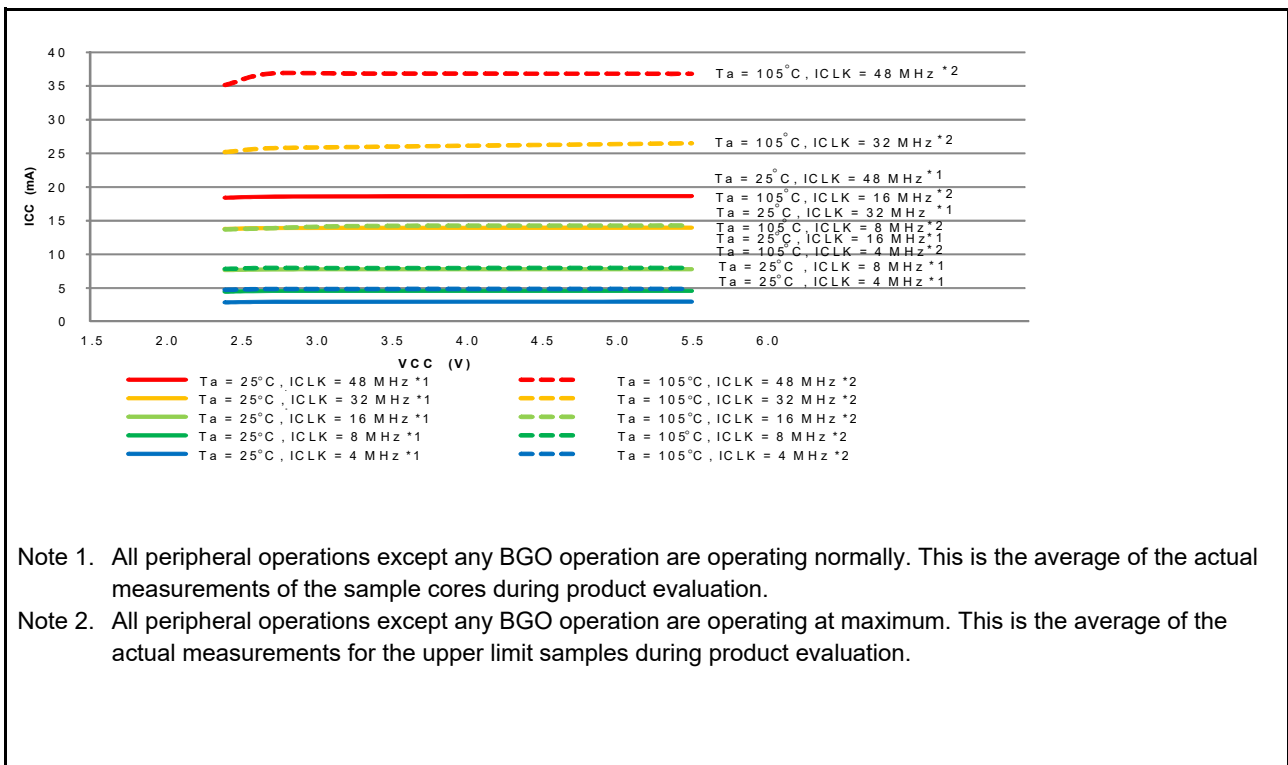 40
35
30
25
20
15
10
5
0
ICC (mA)
1.5 2.0 2.5 3.0 3.5 4.0 4.5 5.0 5.5 6.0
VCC (V)
Ta = 105°C, ICLK = 48 MHz *2
Ta = 105°C, ICLK = 32 MHz *2
Ta = 25°C, ICLK = 48 MHz *1
Ta = 105°C, ICLK = 16 MHz *2
Ta = 25°C, ICLK = 32 MHz *1
Ta = 105°C, ICLK = 8 MHz *2
Ta = 25°C, ICLK = 16 MHz *1
Ta = 105°C, ICLK = 4 MHz *2
Ta = 25°C, ICLK = 8 MHz *1
Ta = 25°C, ICLK = 4 MHz *1
Ta = 25°C, ICLK = 48 MHz *1 Ta = 105°C, ICLK = 48 MHz *2
Ta = 25°C, ICLK = 32 MHz *1 Ta = 105°C, ICLK = 32 MHz *2
Ta = 25°C, ICLK = 16 MHz *1 Ta = 105°C, ICLK = 16 MHz *2
Ta = 25°C, ICLK = 8 MHz *1 Ta = 105°C, ICLK = 8 MHz *2
Ta = 25°C, ICLK = 4 MHz *1 Ta = 105°C, ICLK = 4 MHz *2
Note 1. All peripheral operations except any BGO operation are operating normally. This is the average of the actual
measurements of the sample cores during product evaluation.
Note 2. All peripheral operations except any BGO operation are operating at maximum. This is the average of the
actual measurements for the upper limit samples during product evaluation.